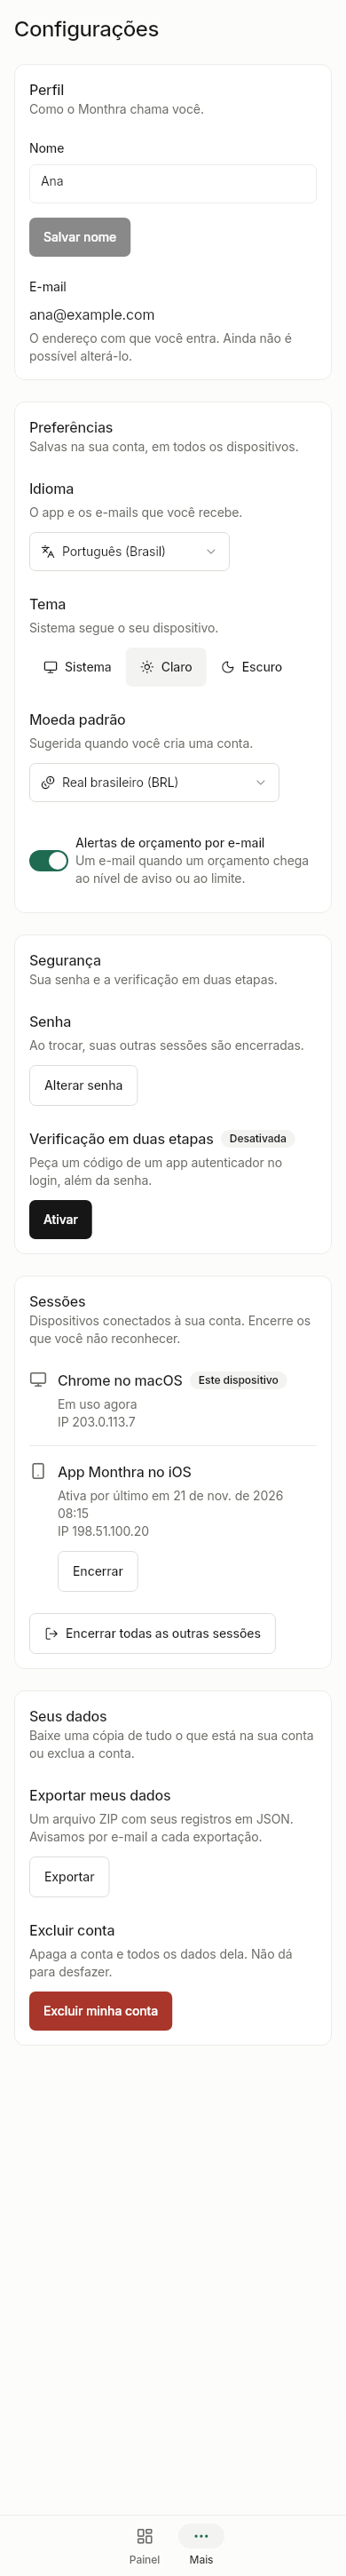 Configurações
Perfil
Como o Monthra chama você.
Nome
Ana
Salvar nome
E-mail
ana@example.com
O endereço com que você entra. Ainda não é
possível alterá-lo.
Preferências
Salvas na sua conta, em todos os dispositivos.
Idioma
O app e os e-mails que você recebe.
Português (Brasil)
Tema
Sistema segue o seu dispositivo.
Sistema
Claro
Escuro
Moeda padrão
Sugerida quando você cria uma conta.
Real brasileiro (BRL)
Alertas de orçamento por e-mail
Um e-mail quando um orçamento chega
ao nível de aviso ou ao limite.
Segurança
Sua senha e a verificação em duas etapas.
Senha
Ao trocar, suas outras sessões são encerradas.
Alterar senha
Verificação em duas etapas Desativada
Peça um código de um app autenticador no
login, além da senha.
Ativar
Sessões
Dispositivos conectados à sua conta. Encerre os
que você não reconhecer.
Chrome no macOS Este dispositivo
Em uso agora
IP 203.0.113.7
App Monthra no iOS
Ativa por último em 21 de nov. de 2026
08:15
IP 198.51.100.20
Encerrar
Encerrar todas as outras sessões
Seus dados
Baixe uma cópia de tudo o que está na sua conta
ou exclua a conta.
Exportar meus dados
Um arquivo ZIP com seus registros em JSON.
Avisamos por e-mail a cada exportação.
Exportar
Excluir conta
Apaga a conta e todos os dados dela. Não dá
para desfazer.
Excluir minha conta
Painel
Mais